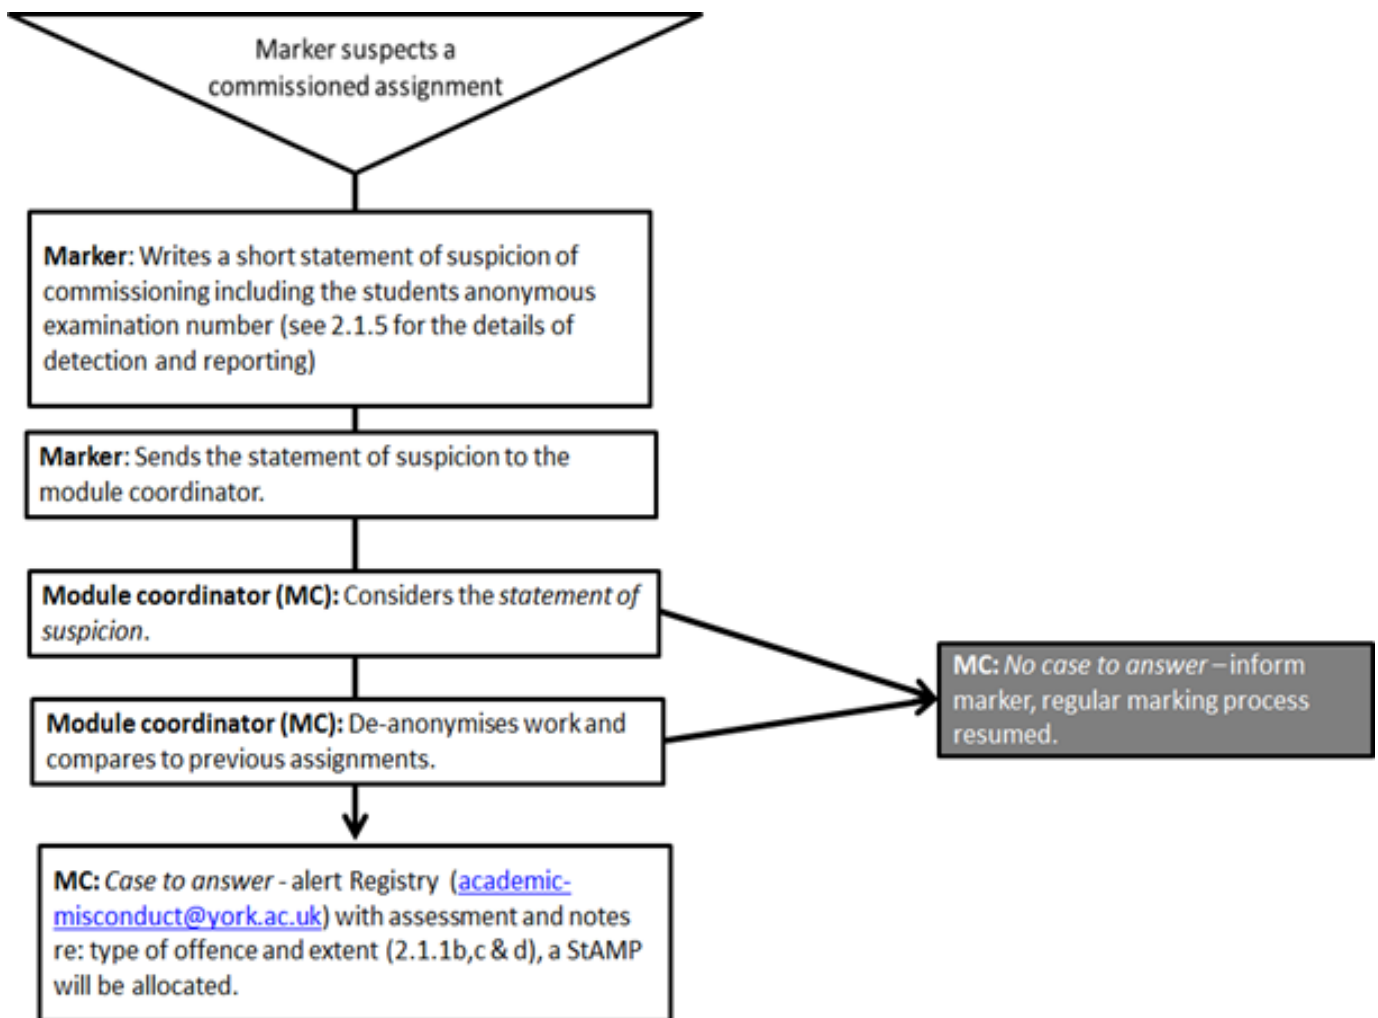 Marker suspects a
commissioned assignment
Marker: Writes a short statement of suspicion of
commissioning including the students anonymous
examination number (see 2.1.5 for the details of
detection and reporting)
Marker: Sends the statement of suspicion to the
module coordinator.
Module coordinator (MC): Considers the statement of
suspicion.
Module coordinator (MC): De-anonymises work and
compares to previous assignments.
MC: No case to answer – inform
marker, regular marking process
resumed.
MC: Case to answer - alert Registry (academic-
misconduct@york.ac.uk) with assessment and notes
re: type of offence and extent (2.1.1b,c & d), a StAMP
will be allocated.